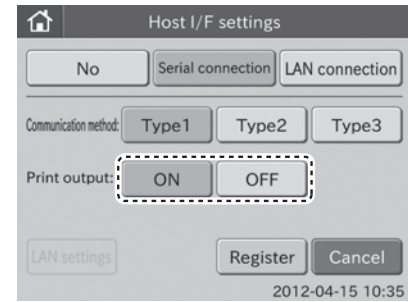 Host I/F settings
No Serial connection LAN connection
Communication method: Type1 Type2 Type3
Print output: ON OFF
LAN settings Register Cancel
2012-04-15 10:35